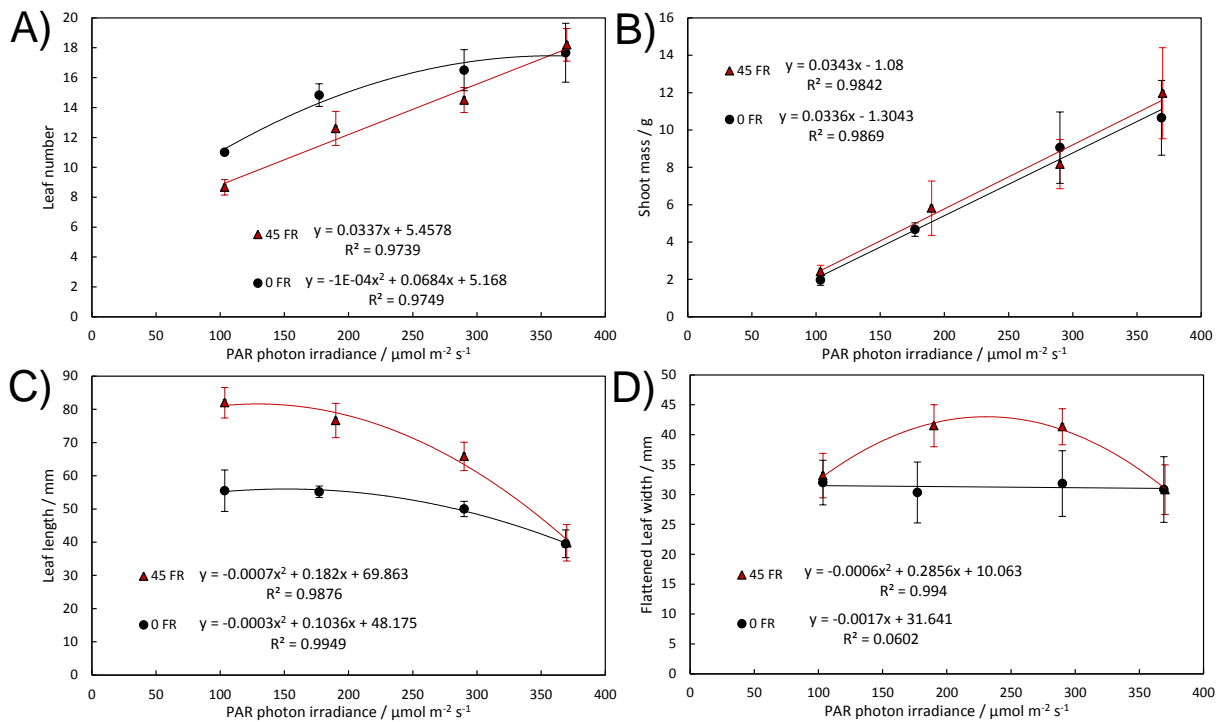 A)
20
18
16
14
12
10
8
6
4
2
0
Leaf number
45 FR y = 0.0337x + 5.4578
R² = 0.9739
0 FR y = -1E-04x² + 0.0684x + 5.168
R² = 0.9749
0 50 100 150 200 250 300 350 400
PAR photon irradiance / µmol m⁻² s⁻¹
B)
16
14
12
10
8
6
4
2
0
Shoot mass / g
45 FR y = 0.0343x - 1.08
R² = 0.9842
0 FR y = 0.0336x - 1.3043
R² = 0.9869
0 50 100 150 200 250 300 350 400
PAR photon irradiance / µmol m⁻² s⁻¹
C)
90
80
70
60
50
40
30
20
10
0
Leaf length / mm
45 FR y = -0.0007x² + 0.182x + 69.863
R² = 0.9876
0 FR y = -0.0003x² + 0.1036x + 48.175
R² = 0.9949
0 50 100 150 200 250 300 350 400
PAR photon irradiance / µmol m⁻² s⁻¹
D)
50
45
40
35
30
25
20
15
10
5
0
Flattened Leaf width / mm
45 FR y = -0.0006x² + 0.2856x + 10.063
R² = 0.994
0 FR y = -0.0017x + 31.641
R² = 0.0602
0 50 100 150 200 250 300 350 400
PAR photon irradiance / µmol m⁻² s⁻¹